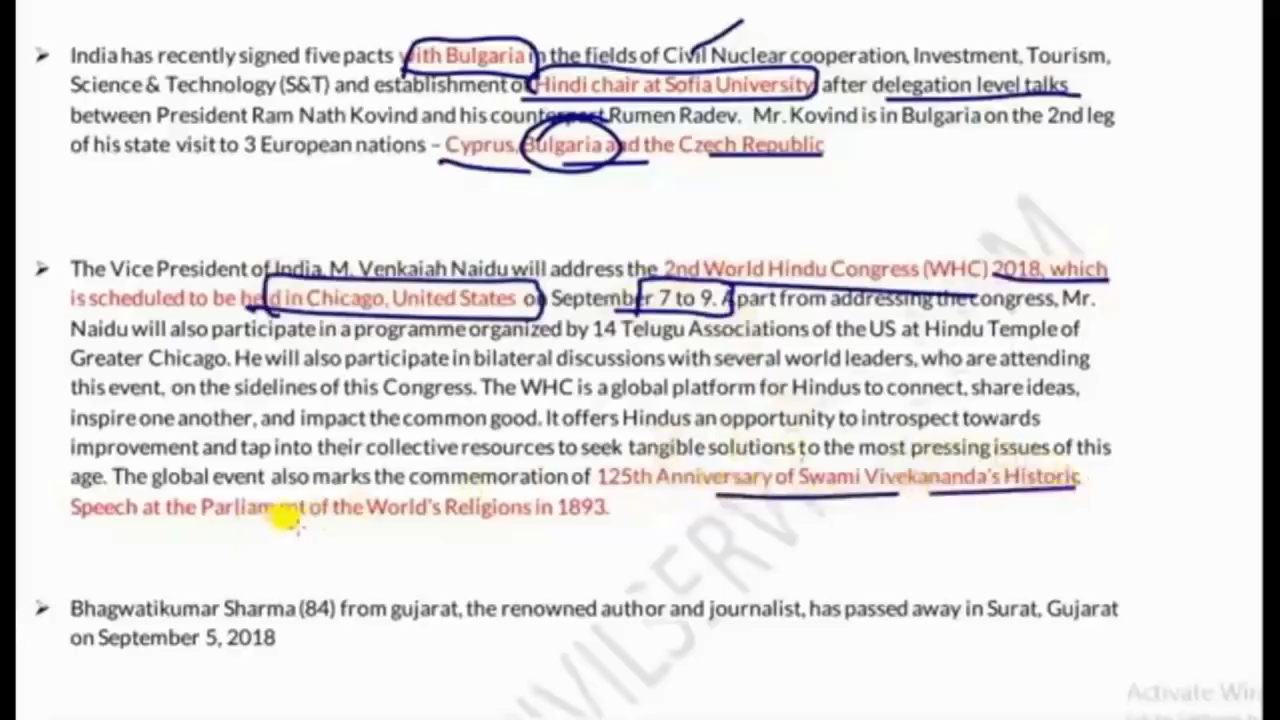 ➤ India has recently signed five pacts with Bulgaria in the fields of Civil Nuclear cooperation, Investment, Tourism,
Science & Technology (S&T) and establishment of Hindi chair at Sofia University after delegation level talks
between President Ram Nath Kovind and his counterpart Rumen Radev. Mr. Kovind is in Bulgaria on the 2nd leg
of his state visit to 3 European nations – Cyprus, Bulgaria and the Czech Republic
➤ The Vice President of India M. Venkaiah Naidu will address the 2nd World Hindu Congress (WHC) 2018, which
is scheduled to be held in Chicago, United States on September 7 to 9. Apart from addressing the congress, Mr.
Naidu will also participate in a programme organized by 14 Telugu Associations of the US at Hindu Temple of
Greater Chicago. He will also participate in bilateral discussions with several world leaders, who are attending
this event, on the sidelines of this Congress. The WHC is a global platform for Hindus to connect, share ideas,
inspire one another, and impact the common good. It offers Hindus an opportunity to introspect towards
improvement and tap into their collective resources to seek tangible solutions to the most pressing issues of this
age. The global event also marks the commemoration of 125th Anniversary of Swami Vivekananda's Historic
Speech at the Parliament of the World's Religions in 1893.
➤ Bhagwatikumar Sharma (84) from gujarat, the renowned author and journalist, has passed away in Surat, Gujarat
on September 5, 2018
Activate Win